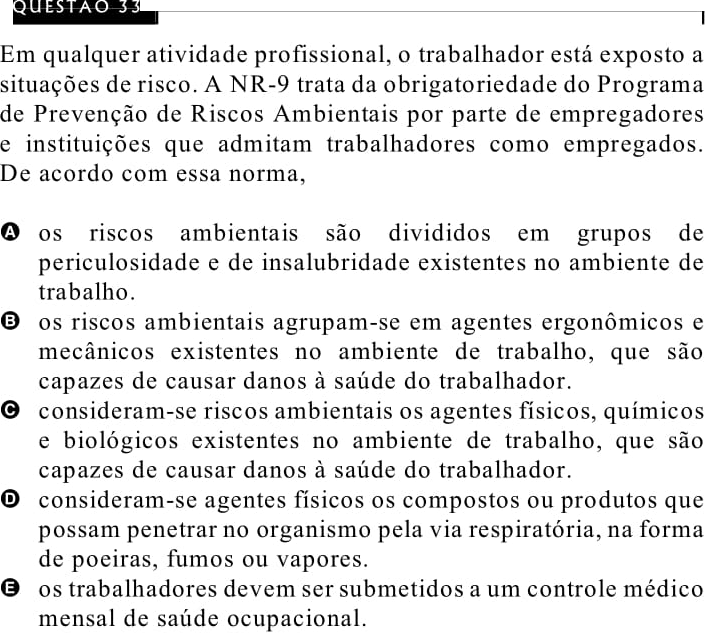 QUESTÃO 33
Em qualquer atividade profissional, o trabalhador está exposto a
situações de risco. A NR-9 trata da obrigatoriedade do Programa
de Prevenção de Riscos Ambientais por parte de empregadores
e instituições que admitam trabalhadores como empregados.
De acordo com essa norma,
A os riscos ambientais são divididos em grupos de
periculosidade e de insalubridade existentes no ambiente de
trabalho.
B os riscos ambientais agrupam-se em agentes ergonômicos e
mecânicos existentes no ambiente de trabalho, que são
capazes de causar danos à saúde do trabalhador.
C consideram-se riscos ambientais os agentes físicos, químicos
e biológicos existentes no ambiente de trabalho, que são
capazes de causar danos à saúde do trabalhador.
D consideram-se agentes físicos os compostos ou produtos que
possam penetrar no organismo pela via respiratória, na forma
de poeiras, fumos ou vapores.
E os trabalhadores devem ser submetidos a um controle médico
mensal de saúde ocupacional.